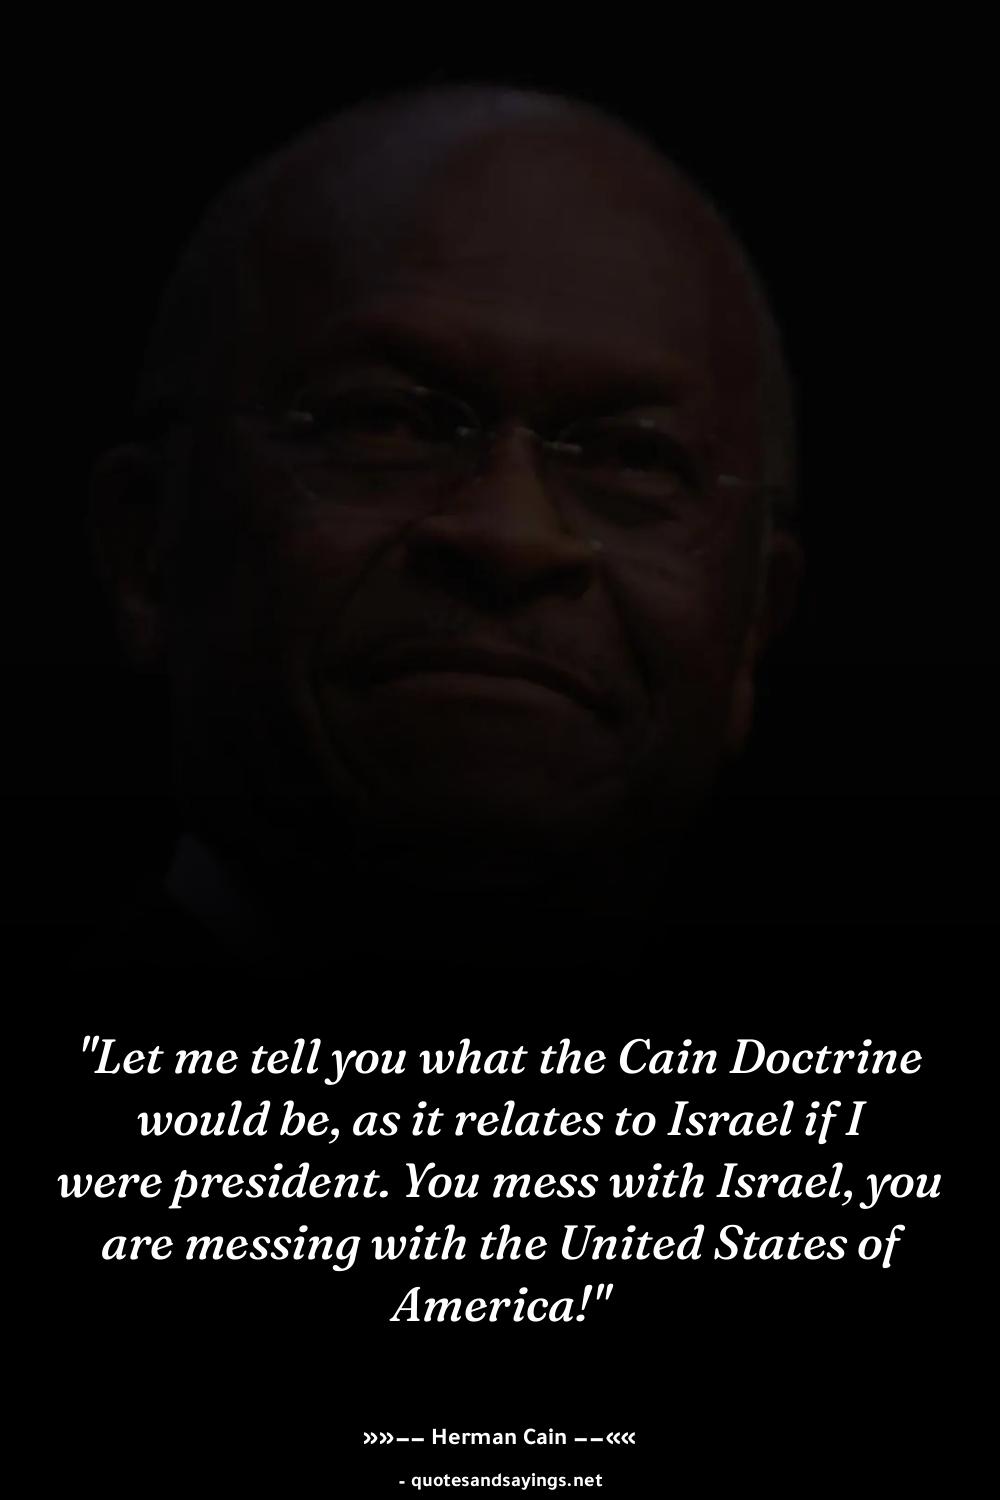 "Let me tell you what the Cain Doctrine
would be, as it relates to Israel if I
were president. You mess with Israel, you
are messing with the United States of
America!"
»»−− Herman Cain −−««
- quotesandsayings.net